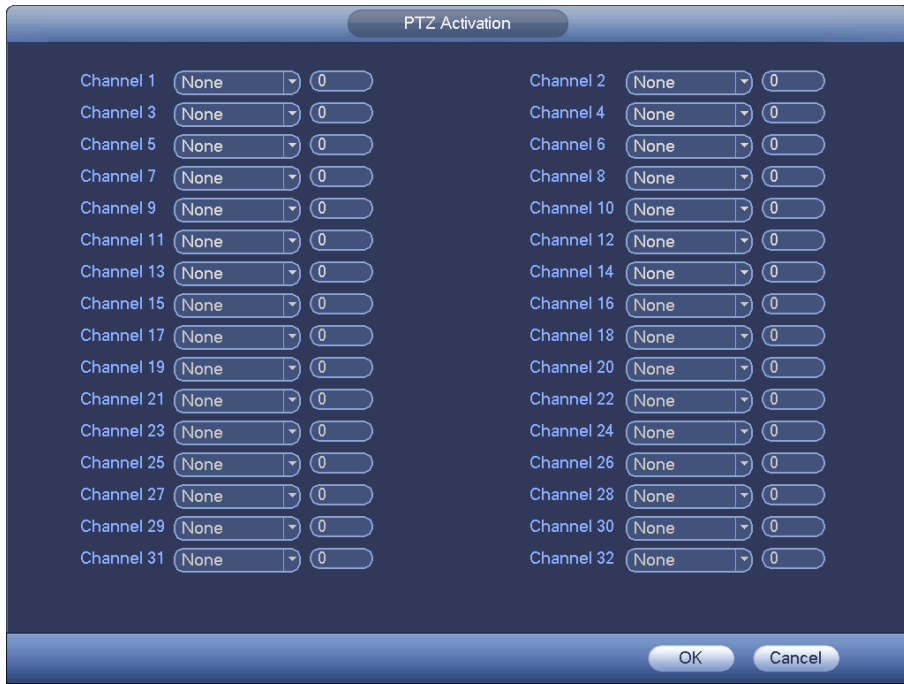 PTZ Activation
Channel 1 None 0 Channel 2 None 0
Channel 3 None 0 Channel 4 None 0
Channel 5 None 0 Channel 6 None 0
Channel 7 None 0 Channel 8 None 0
Channel 9 None 0 Channel 10 None 0
Channel 11 None 0 Channel 12 None 0
Channel 13 None 0 Channel 14 None 0
Channel 15 None 0 Channel 16 None 0
Channel 17 None 0 Channel 18 None 0
Channel 19 None 0 Channel 20 None 0
Channel 21 None 0 Channel 22 None 0
Channel 23 None 0 Channel 24 None 0
Channel 25 None 0 Channel 26 None 0
Channel 27 None 0 Channel 28 None 0
Channel 29 None 0 Channel 30 None 0
Channel 31 None 0 Channel 32 None 0
OK Cancel